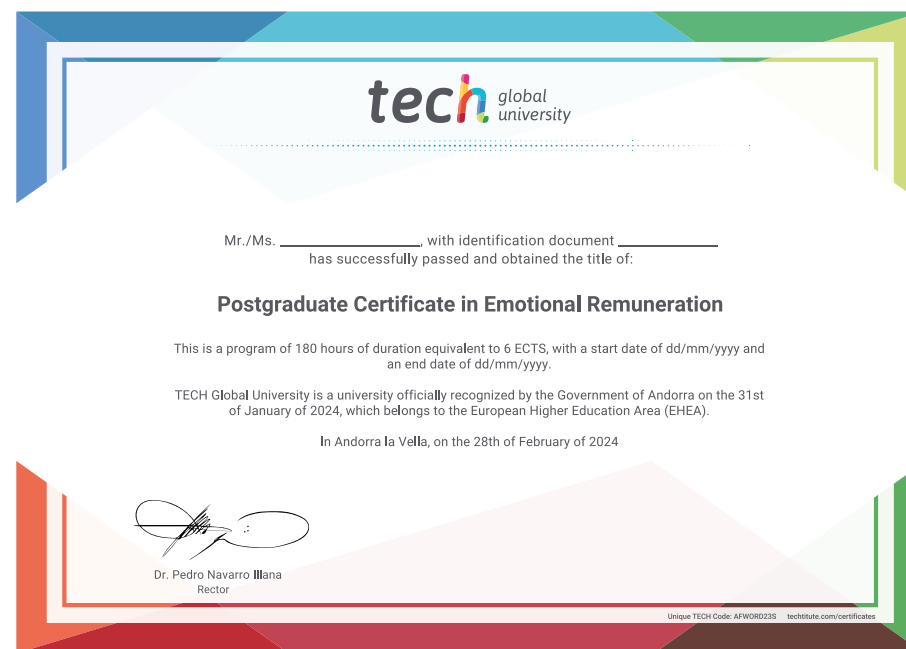 tech global
university
Mr./Ms. ____________, with identification document ____________
has successfully passed and obtained the title of:
Postgraduate Certificate in Emotional Remuneration
This is a program of 180 hours of duration equivalent to 6 ECTS, with a start date of dd/mm/yyyy and
an end date of dd/mm/yyyy.
TECH Global University is a university officially recognized by the Government of Andorra on the 31st
of January of 2024, which belongs to the European Higher Education Area (EHEA).
In Andorra la Vella, on the 28th of February of 2024
Dr. Pedro Navarro Illana
Rector
Unique TECH Code: AFWORD23S techtitute.com/certificates